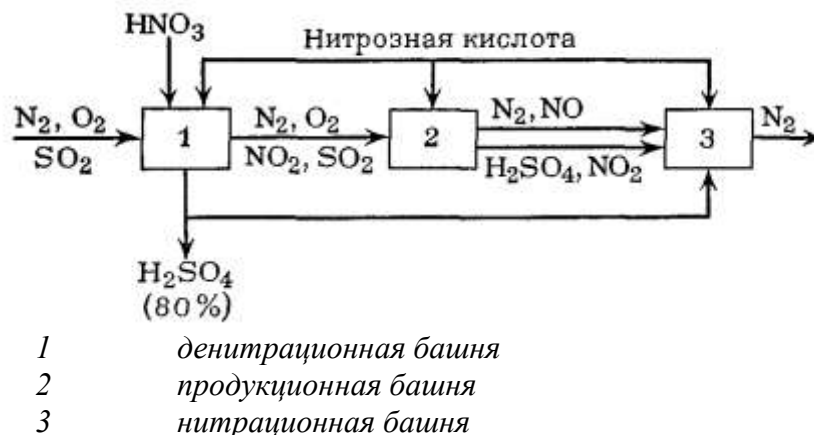 HNO₃
Нитрозная кислота
N₂, O₂
SO₂
1
N₂, O₂
NO₂, SO₂
2
N₂, NO
H₂SO₄, NO₂
3
N₂
H₂SO₄
(80%)
1 денитрационная башня
2 продукционная башня
3 нитрационная башня